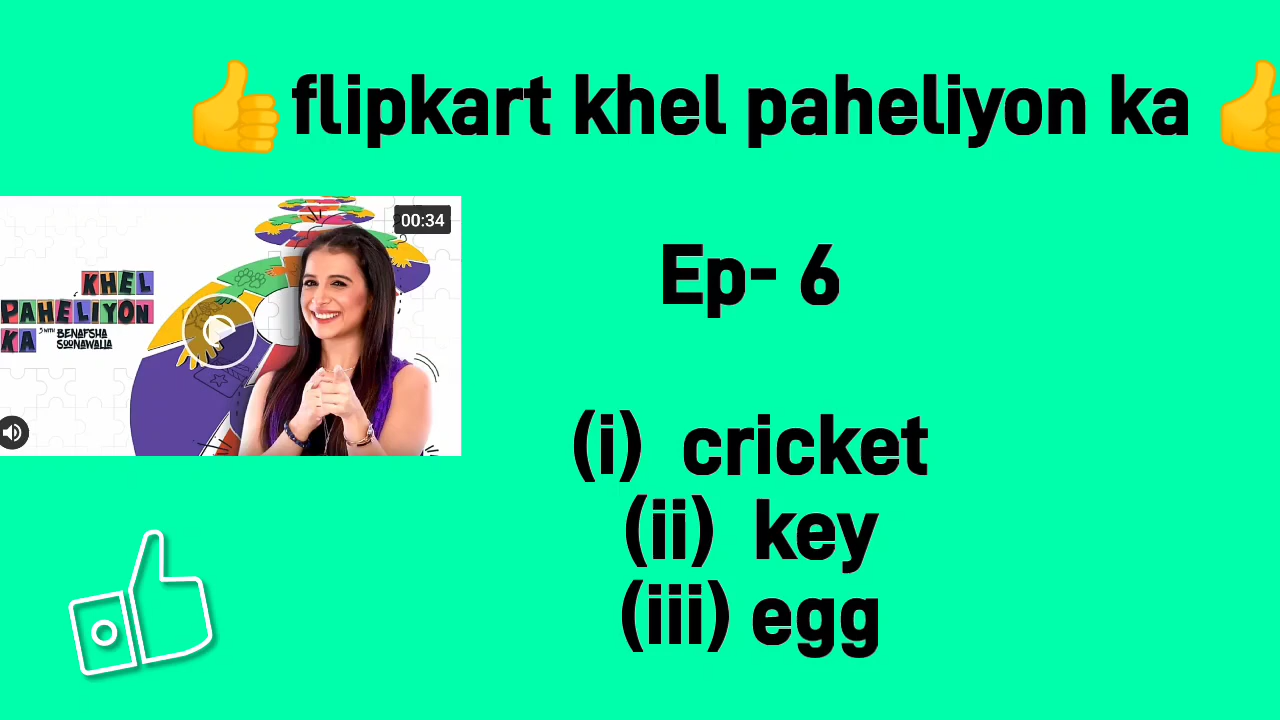 👍flipkart khel paheliyon ka 👍
00:34
KHEL
PAHELIYON
KA WITH BENAFSHA
SOONAWALLA
Ep- 6
(i) cricket
(ii) key
(iii) egg